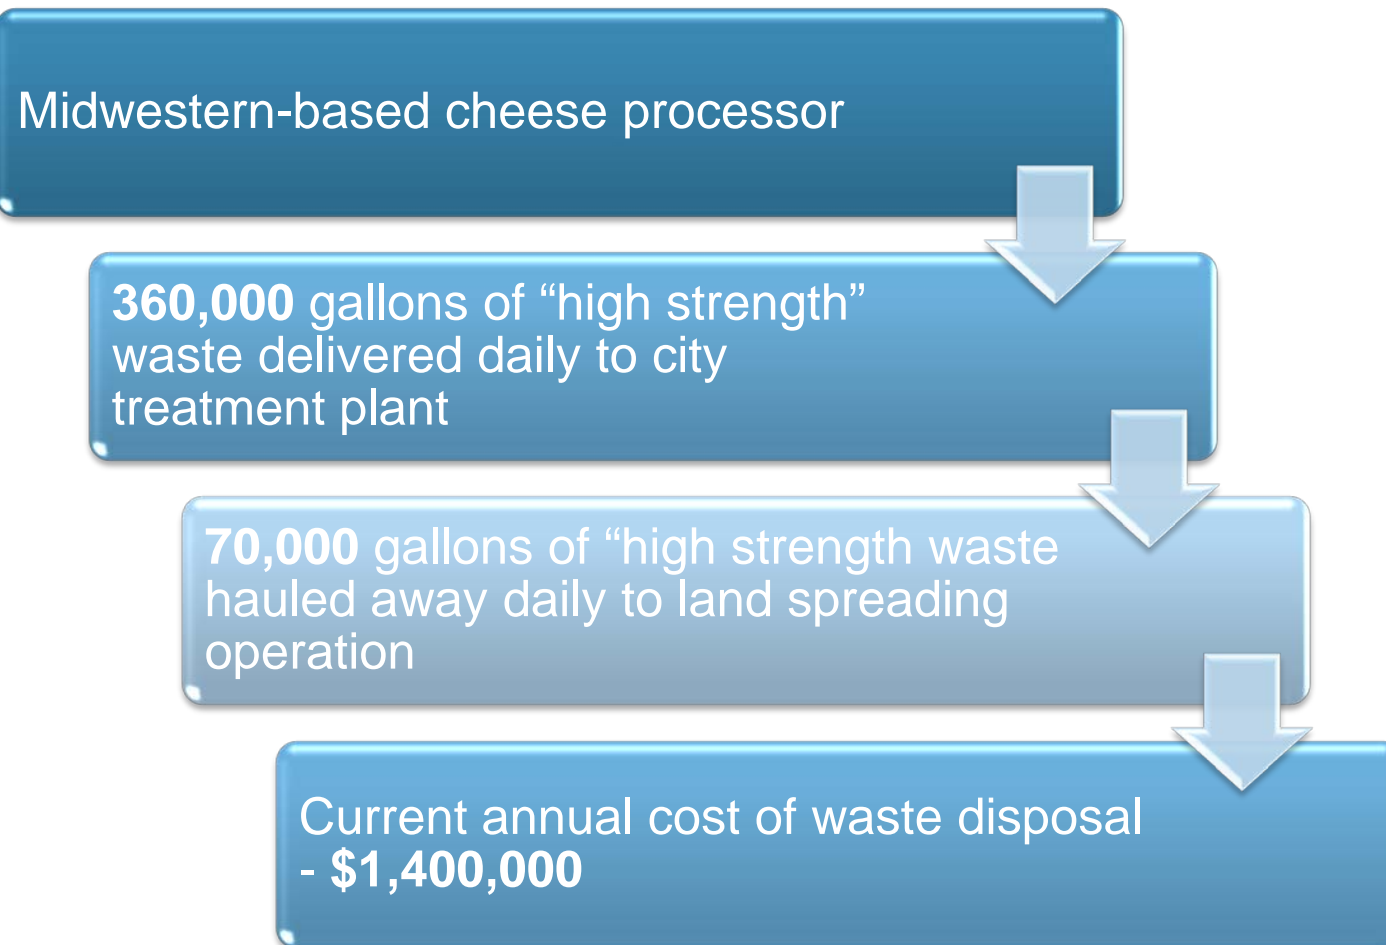 Midwestern-based cheese processor
360,000 gallons of “high strength”
waste delivered daily to city
treatment plant
70,000 gallons of “high strength waste
hauled away daily to land spreading
operation
Current annual cost of waste disposal
- $1,400,000